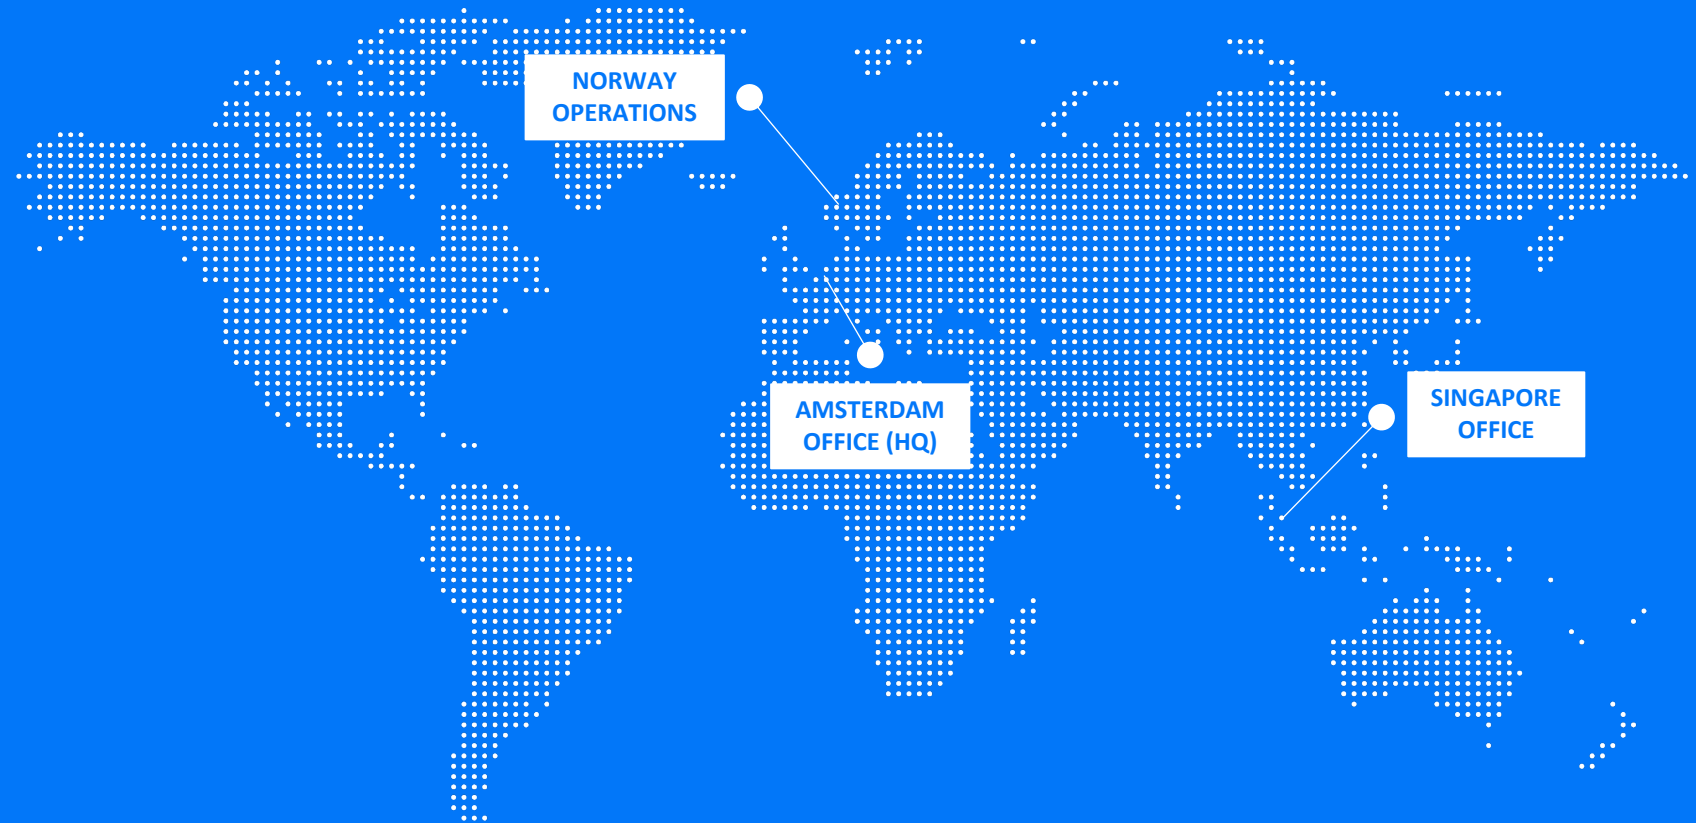 NORWAY
OPERATIONS
AMSTERDAM
OFFICE (HQ)
SINGAPORE
OFFICE